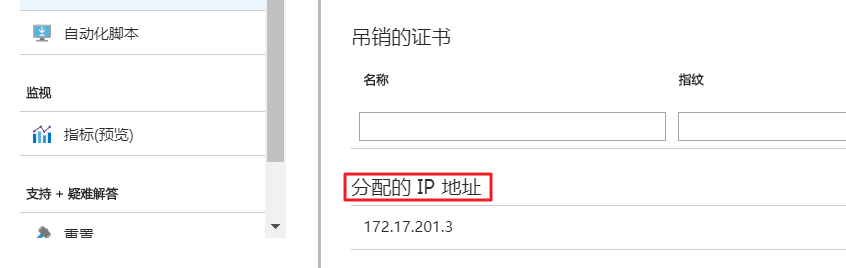 自动化脚本
监视
指标(预览)
支持 + 疑难解答
重置
吊销的证书
名称 指纹
分配的 IP 地址
172.17.201.3